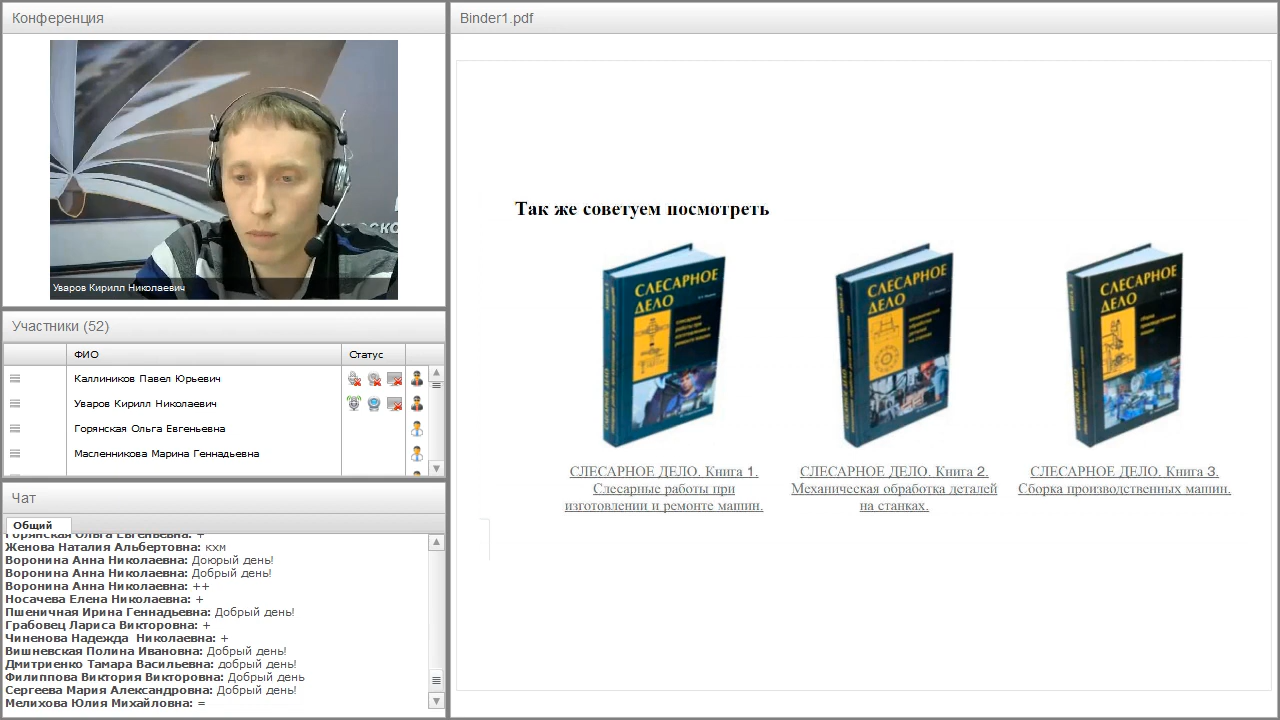 Конференция
Уваров Кирилл Николаевич
Участники (52)
ФИО
Статус
Каллиников Павел Юрьевич
Уваров Кирилл Николаевич
Горянская Ольга Евгеньевна
Масленникова Марина Геннадьевна
Чат
Общий
Горянская Ольга Евгеньевна: +
Женова Наталия Альбертовна: кхм
Воронина Анна Николаевна: Доюрый день!
Воронина Анна Николаевна: Добрый день!
Воронина Анна Николаевна: ++
Носачева Елена Николаевна: +
Пшеничная Ирина Геннадьевна: Добрый день!
Грабовец Лариса Викторовна: +
Чиненова Надежда Николаевна: +
Вишневская Полина Ивановна: Добрый день!
Дмитриенко Тамара Васильевна: добрый день!
Филиппова Виктория Викторовна: Добрый день
Сергеева Мария Александровна: Добрый день!
Мелихова Юлия Михайловна: =
Binder1.pdf
Так же советуем посмотреть
СЛЕСАРНОЕ
ДЕЛО
СЛЕСАРНОЕ
ДЕЛО
СЛЕСАРНОЕ
ДЕЛО
СЛЕСАРНОЕ ДЕЛО. Книга 1.
Слесарные работы при
изготовлении и ремонте машин.
СЛЕСАРНОЕ ДЕЛО. Книга 2.
Механическая обработка деталей
на станках.
СЛЕСАРНОЕ ДЕЛО. Книга 3.
Сборка производственных машин.